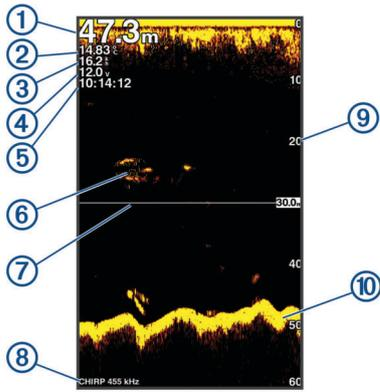 ① 47.3m 0
② 14.83°C
③ 16.2
④ 12.0v
⑤ 10:14:12
10
20 ⑨
⑥
30.0m
⑦
40
⑩
50
⑧ CHIRP 455 kHz 60